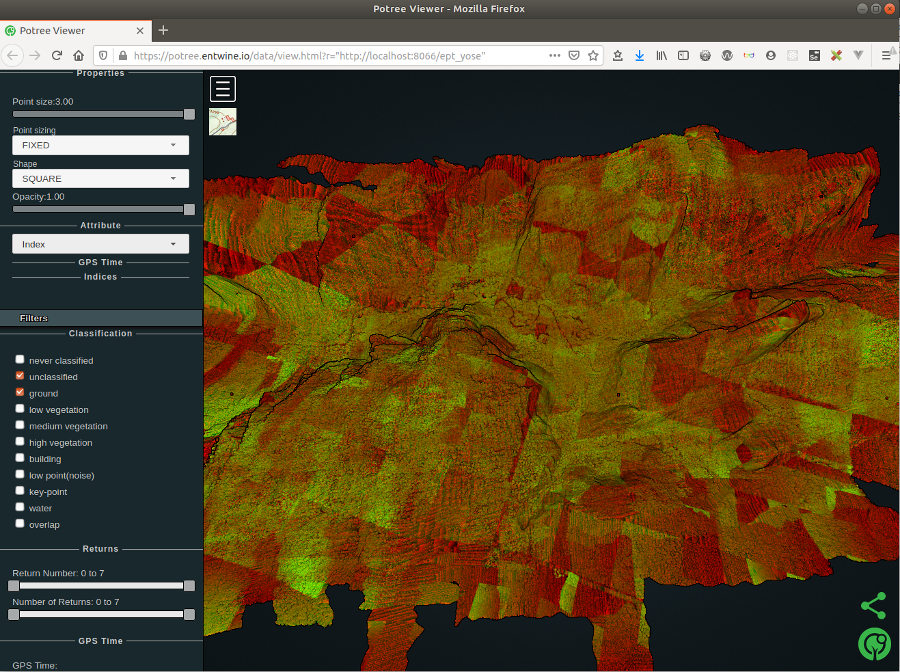 Potree Viewer - Mozilla Firefox
Potree Viewer
https://potree.entwine.io/data/view.html?r="http://localhost:8066/ept_yose"
Properties
Point size:3.00
Point sizing
FIXED
Shape
SQUARE
Opacity:1.00
Attribute
Index
GPS Time
Indices
Filters
Classification
never classified
unclassified
ground
low vegetation
medium vegetation
high vegetation
building
low point(noise)
key-point
water
overlap
Returns
Return Number: 0 to 7
Number of Returns: 0 to 7
GPS Time
GPS Time: